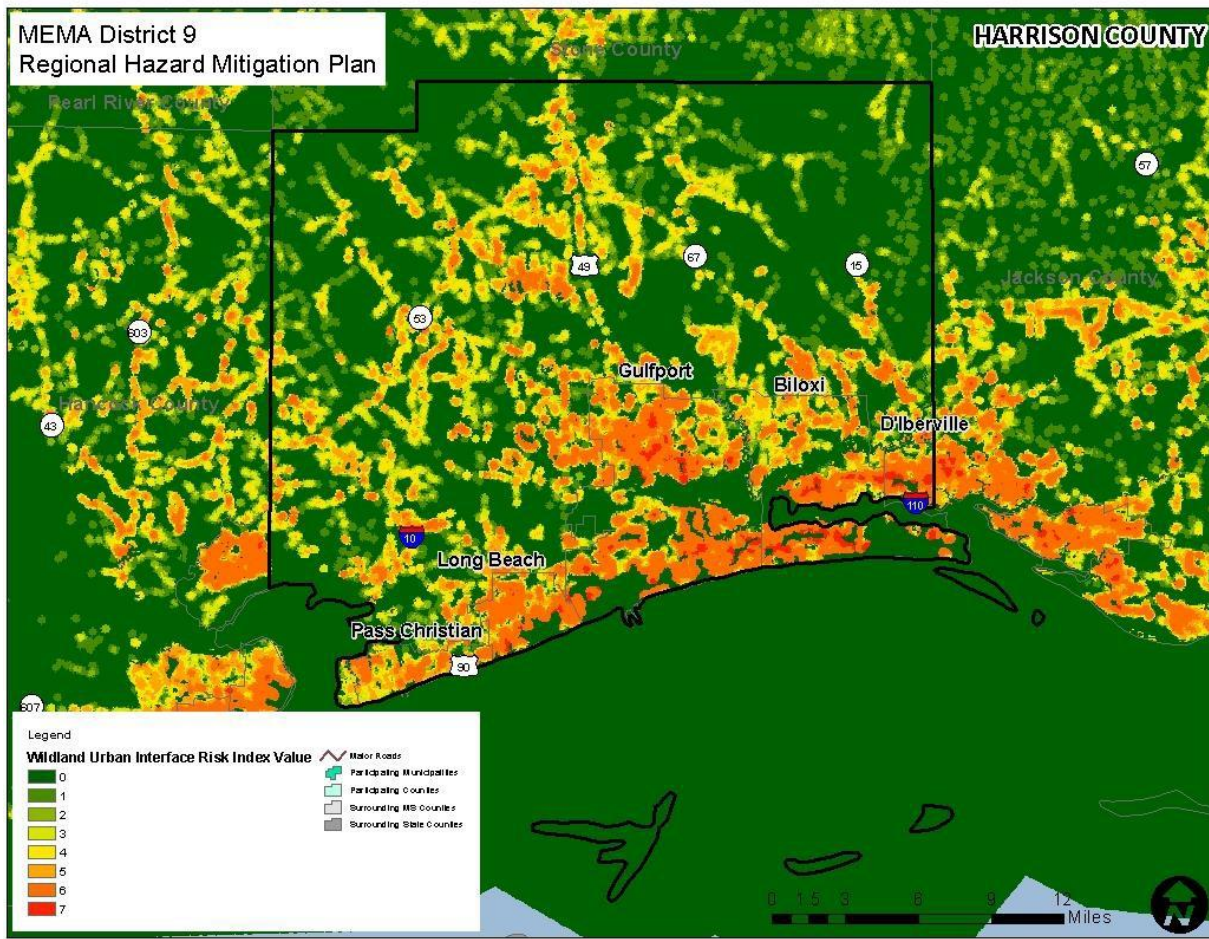 MEMA District 9
Regional Hazard Mitigation Plan
HARRISON COUNTY
Stone County
Pearl River County
57
67
15
49
Jackson County
53
603
Gulfport
Biloxi
Hancock County
43
D'Iberville
110
10
Long Beach
Pass Christian
90
607
Legend
Wildland Urban Interface Risk Index Value
0
1
2
3
4
5
6
7
Major Roads
Participating Municipalities
Participating Counties
Surrounding MS Counties
Surrounding State Counties
0 1.5 3 6 9 12
Miles
N